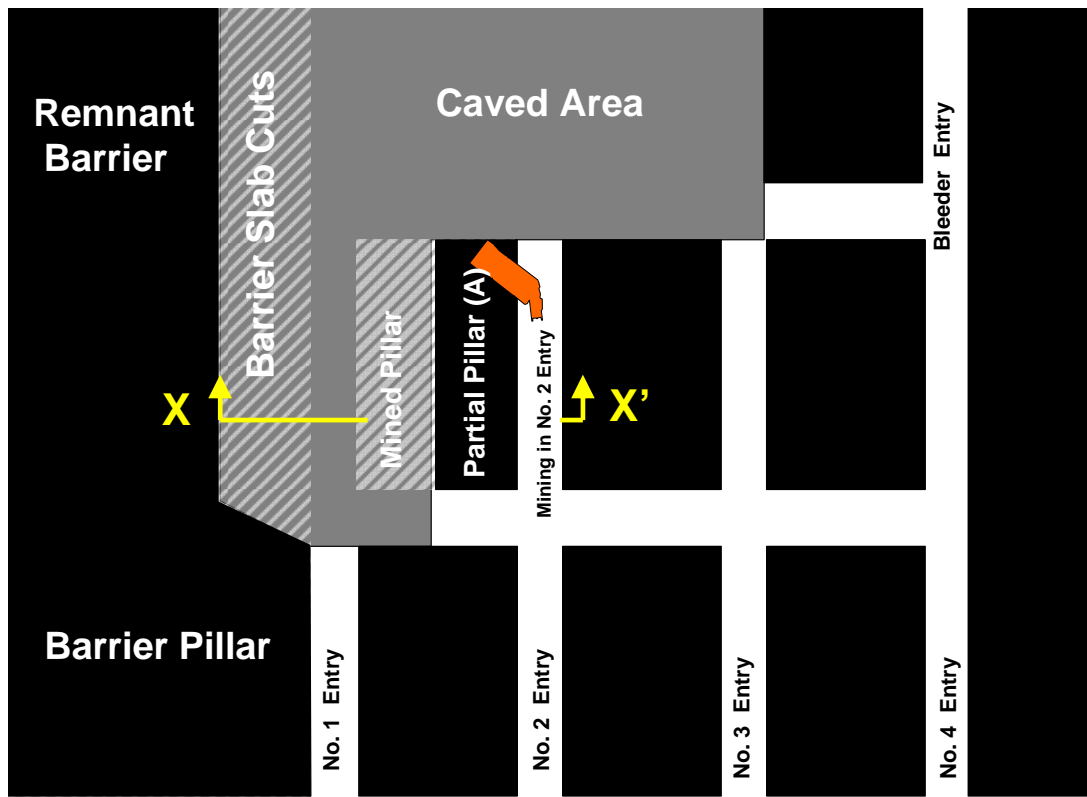 Remnant
Barrier
Barrier Slab Cuts
Caved Area
Bleeder Entry
Mined Pillar
Partial Pillar (A)
Mining in No. 2 Entry
X
X’
Barrier Pillar
No. 1 Entry
No. 2 Entry
No. 3 Entry
No. 4 Entry